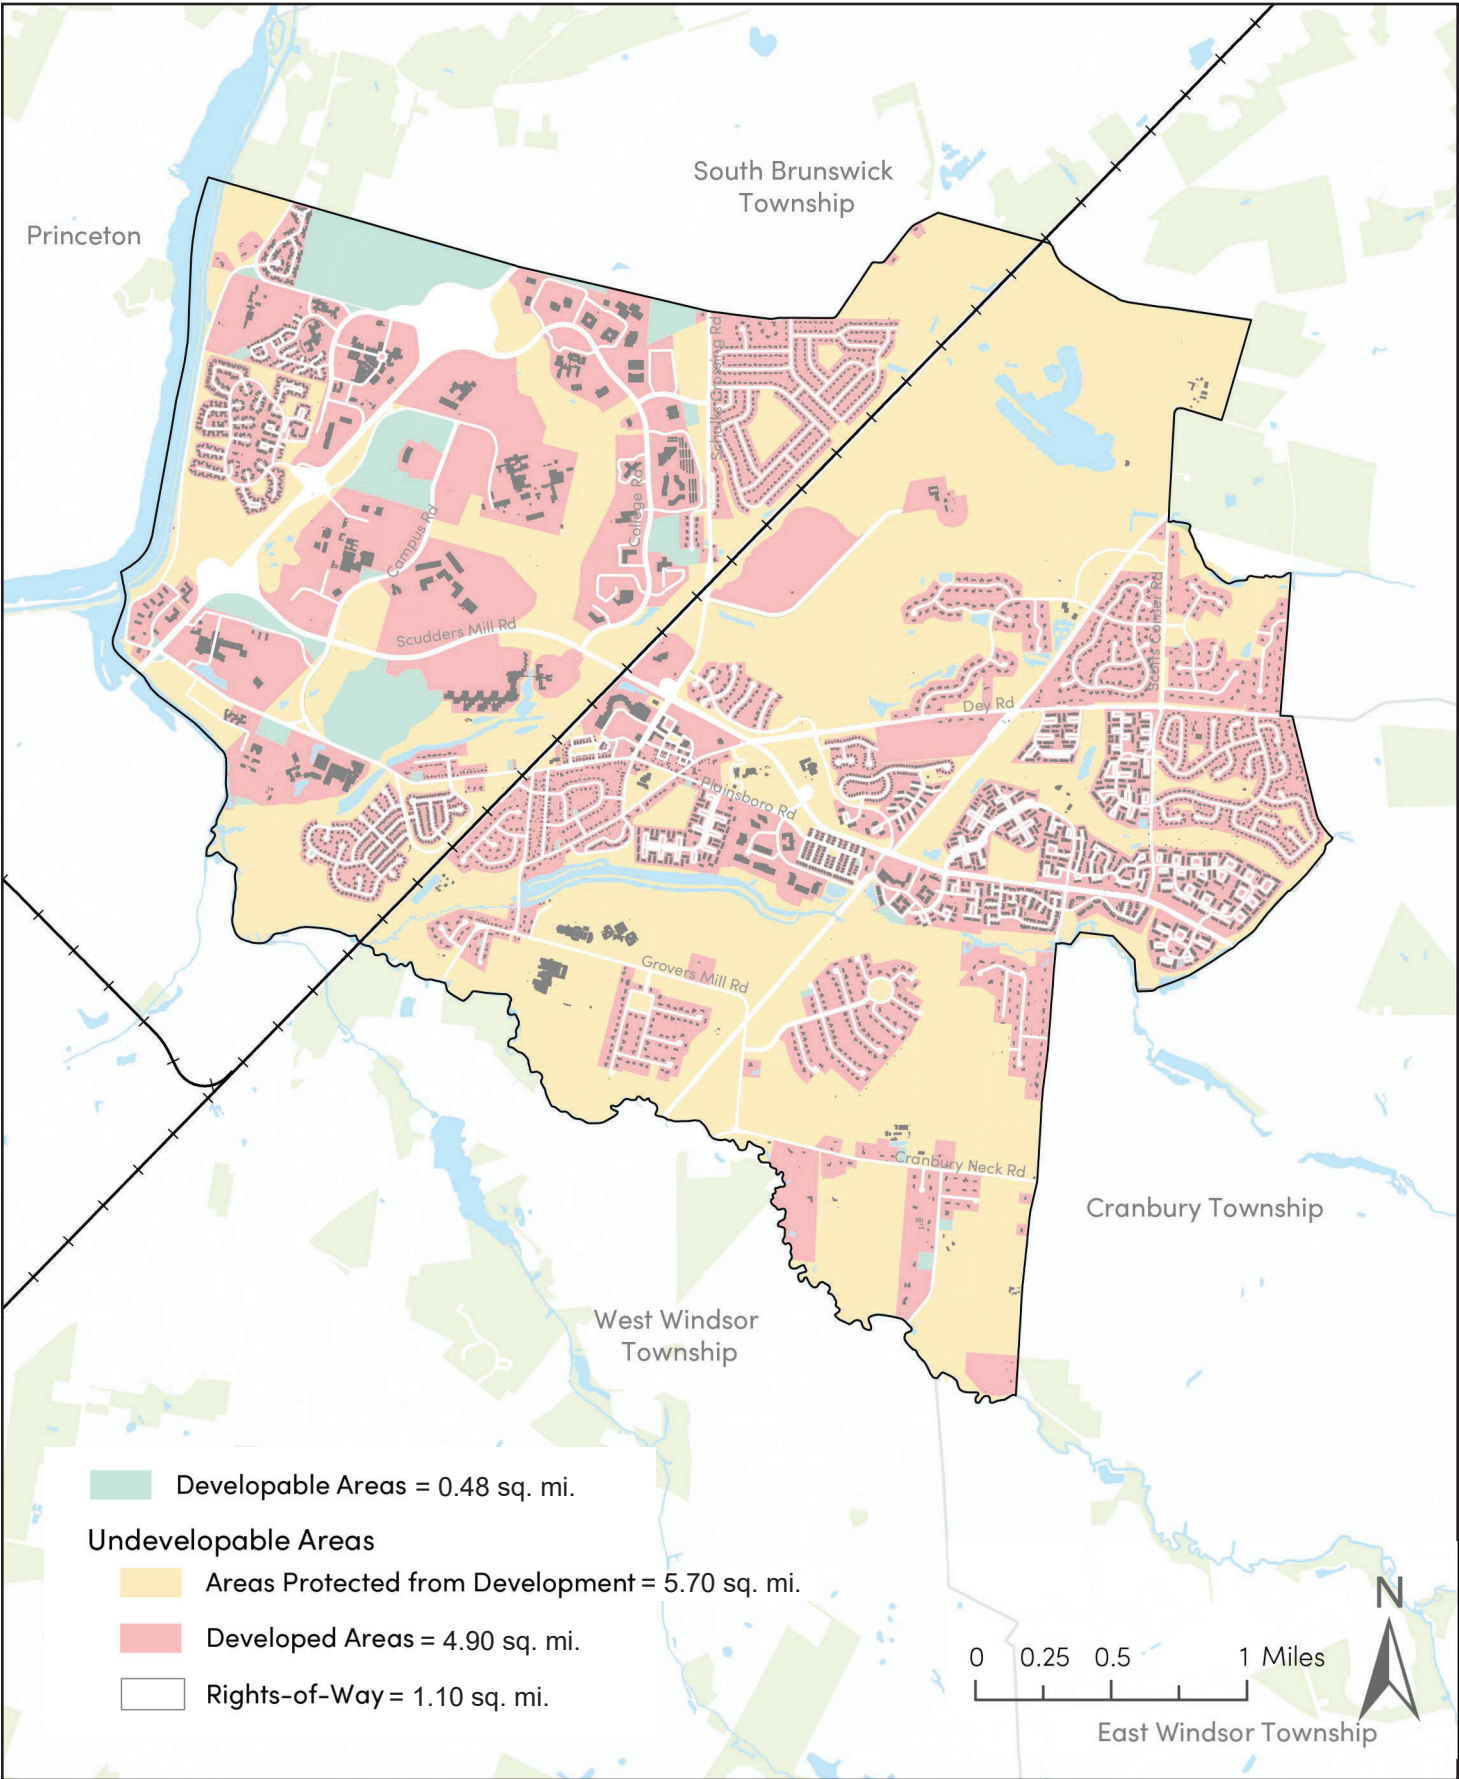 South Brunswick
Township
Princeton
Schalks Crossing Rd
College Rd
Campus Rd
Scudders Mill Rd
Scotts Corner Rd
Dey Rd
Plainsboro Rd
Grovers Mill Rd
Cranbury Neck Rd
Cranbury Township
West Windsor
Township
Developable Areas = 0.48 sq. mi.
Undevelopable Areas
Areas Protected from Development = 5.70 sq. mi.
Developed Areas = 4.90 sq. mi.
Rights-of-Way = 1.10 sq. mi.
N
0 0.25 0.5 1 Miles
East Windsor Township